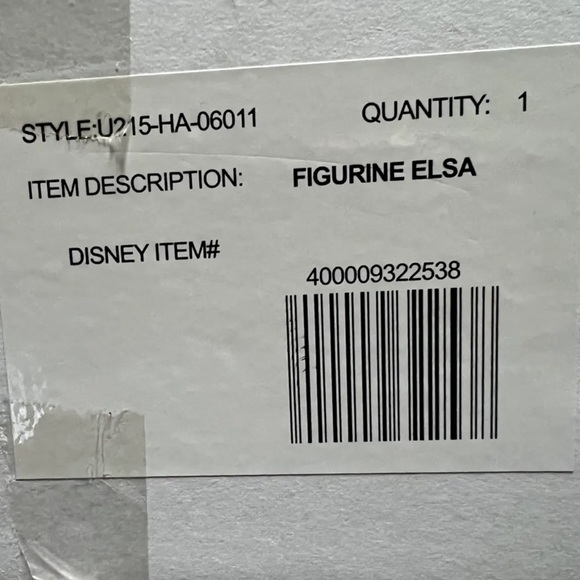 STYLE:U215-HA-06011 QUANTITY: 1
ITEM DESCRIPTION: FIGURINE ELSA
DISNEY ITEM#
400009322538